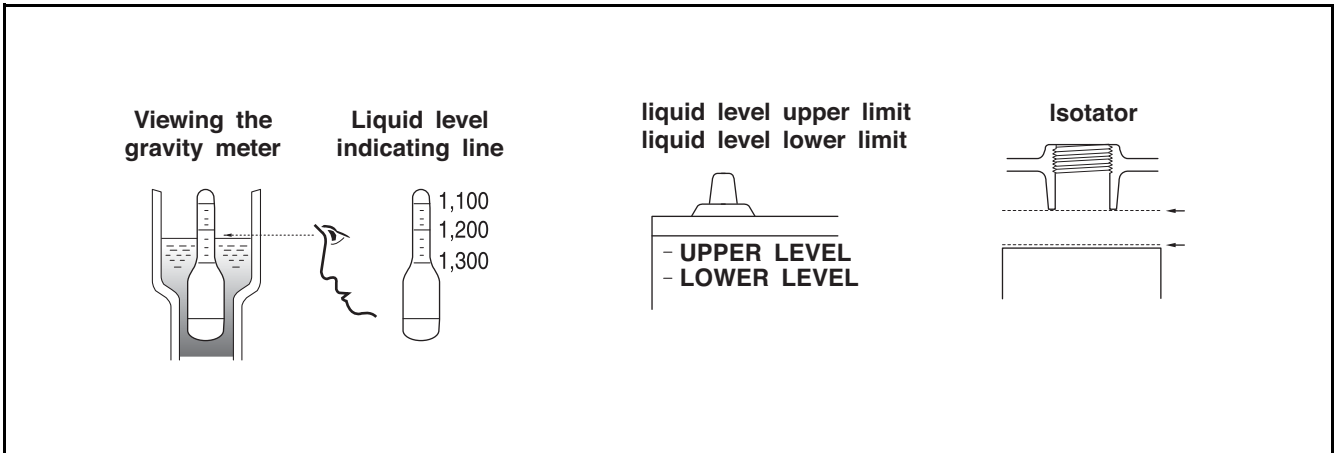 Viewing the
gravity meter
Liquid level
indicating line
1,100
1,200
1,300
liquid level upper limit
liquid level lower limit
UPPER LEVEL
LOWER LEVEL
Isotator